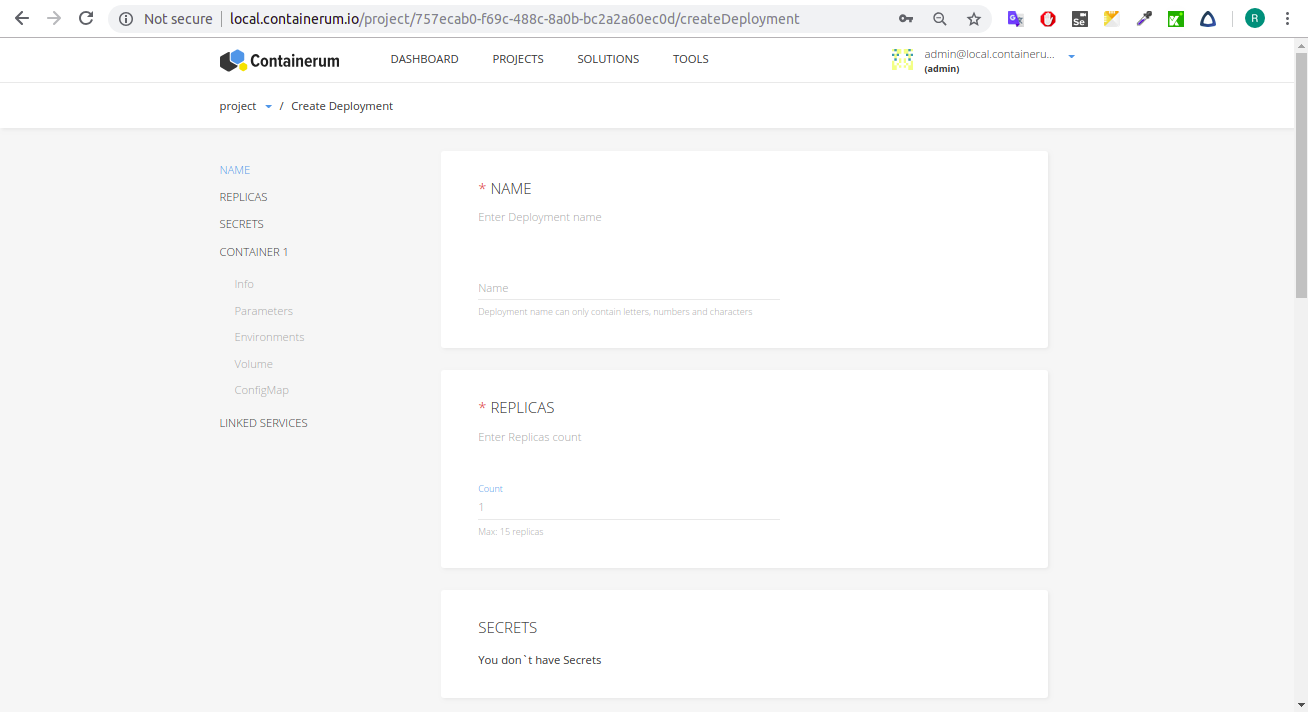 Not secure | local.containerum.io/project/757ecab0-f69c-488c-8a0b-bc2a2a60ec0d/createDeployment
Se
R
Containerum
DASHBOARD
PROJECTS
SOLUTIONS
TOOLS
admin@local.containeru...
(admin)
project / Create Deployment
NAME
REPLICAS
SECRETS
CONTAINER 1
Info
Parameters
Environments
Volume
ConfigMap
LINKED SERVICES
* NAME
Enter Deployment name
Name
Deployment name can only contain letters, numbers and characters
* REPLICAS
Enter Replicas count
Count
1
Max: 15 replicas
SECRETS
You don`t have Secrets